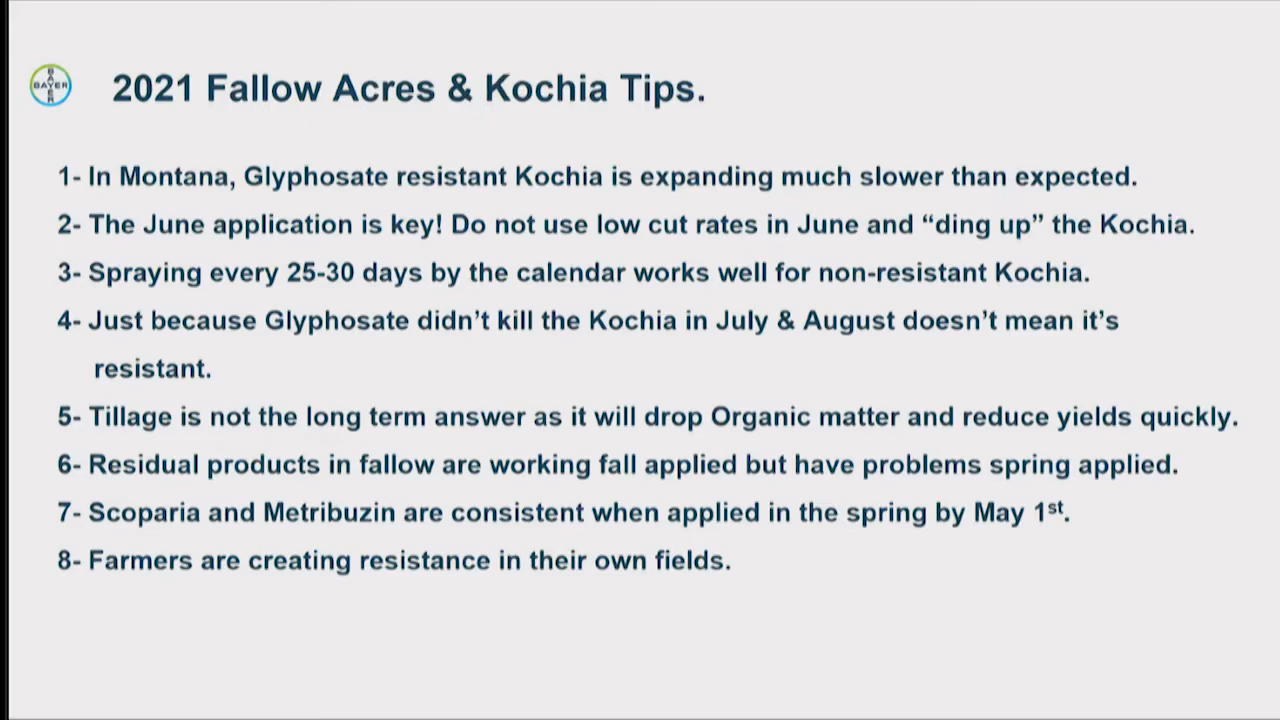 BAYER
BAYER
2021 Fallow Acres & Kochia Tips.
1- In Montana, Glyphosate resistant Kochia is expanding much slower than expected.
2- The June application is key! Do not use low cut rates in June and “ding up” the Kochia.
3- Spraying every 25-30 days by the calendar works well for non-resistant Kochia.
4- Just because Glyphosate didn’t kill the Kochia in July & August doesn’t mean it’s
resistant.
5- Tillage is not the long term answer as it will drop Organic matter and reduce yields quickly.
6- Residual products in fallow are working fall applied but have problems spring applied.
7- Scoparia and Metribuzin are consistent when applied in the spring by May 1st.
8- Farmers are creating resistance in their own fields.